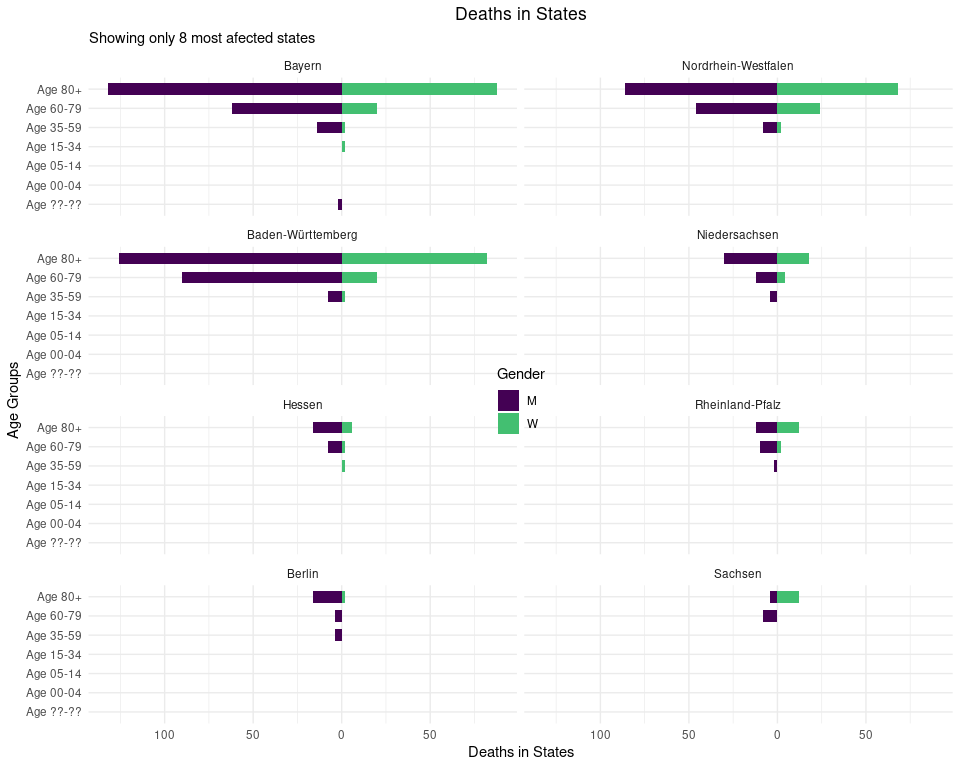 Deaths in States
Showing only 8 most afected states
Bayern
Nordrhein-Westfalen
Age 80+
Age 60-79
Age 35-59
Age 15-34
Age 05-14
Age 00-04
Age ??-??
Baden-Württemberg
Niedersachsen
Age 80+
Age 60-79
Age 35-59
Age 15-34
Age 05-14
Age 00-04
Age ??-??
Age Groups
Gender
M
W
Hessen
Rheinland-Pfalz
Age 80+
Age 60-79
Age 35-59
Age 15-34
Age 05-14
Age 00-04
Age ??-??
Berlin
Sachsen
Age 80+
Age 60-79
Age 35-59
Age 15-34
Age 05-14
Age 00-04
Age ??-??
100 50 0 50 100 50 0 50
Deaths in States